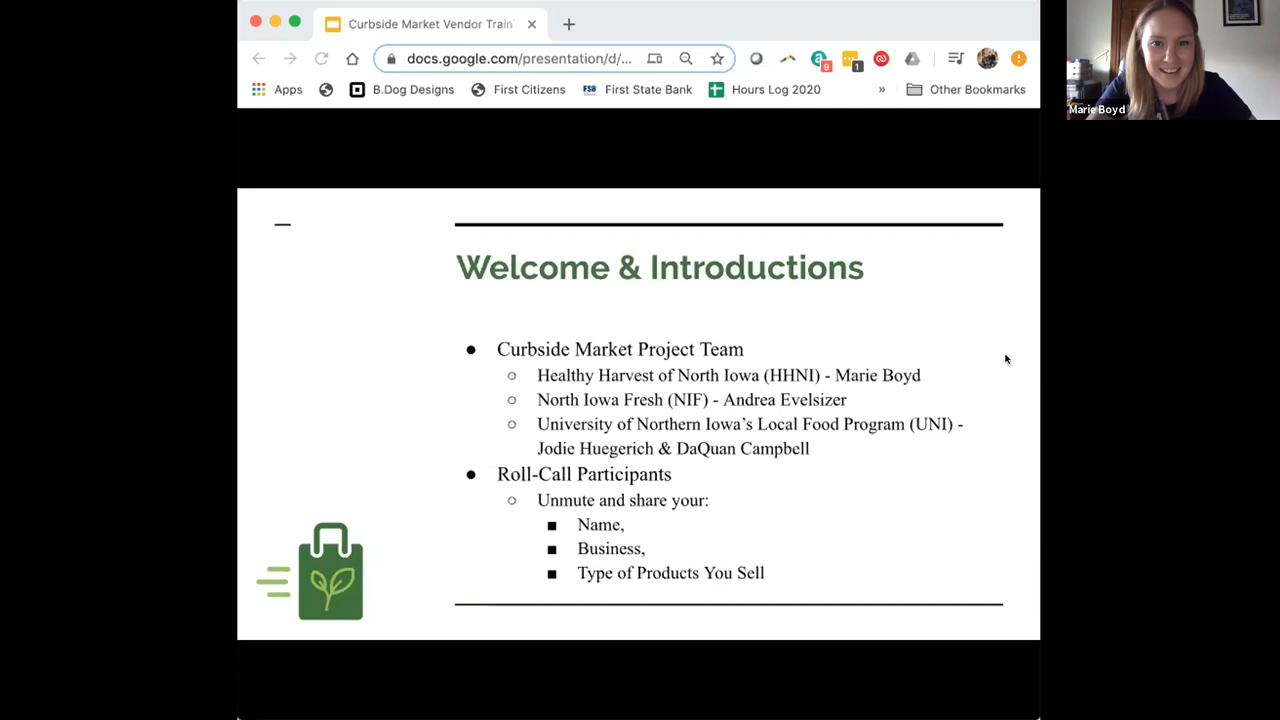 Curbside Market Vendor Train
docs.google.com/presentation/d/...
9
1
Apps
B.Dog Designs
First Citizens
FSB
First State Bank
Hours Log 2020
»
Other Bookmarks
Marie Boyd
Welcome & Introductions
● Curbside Market Project Team
○ Healthy Harvest of North Iowa (HHNI) - Marie Boyd
○ North Iowa Fresh (NIF) - Andrea Evelsizer
○ University of Northern Iowa’s Local Food Program (UNI) -
Jodie Huegerich & DaQuan Campbell
● Roll-Call Participants
○ Unmute and share your:
■ Name,
■ Business,
■ Type of Products You Sell